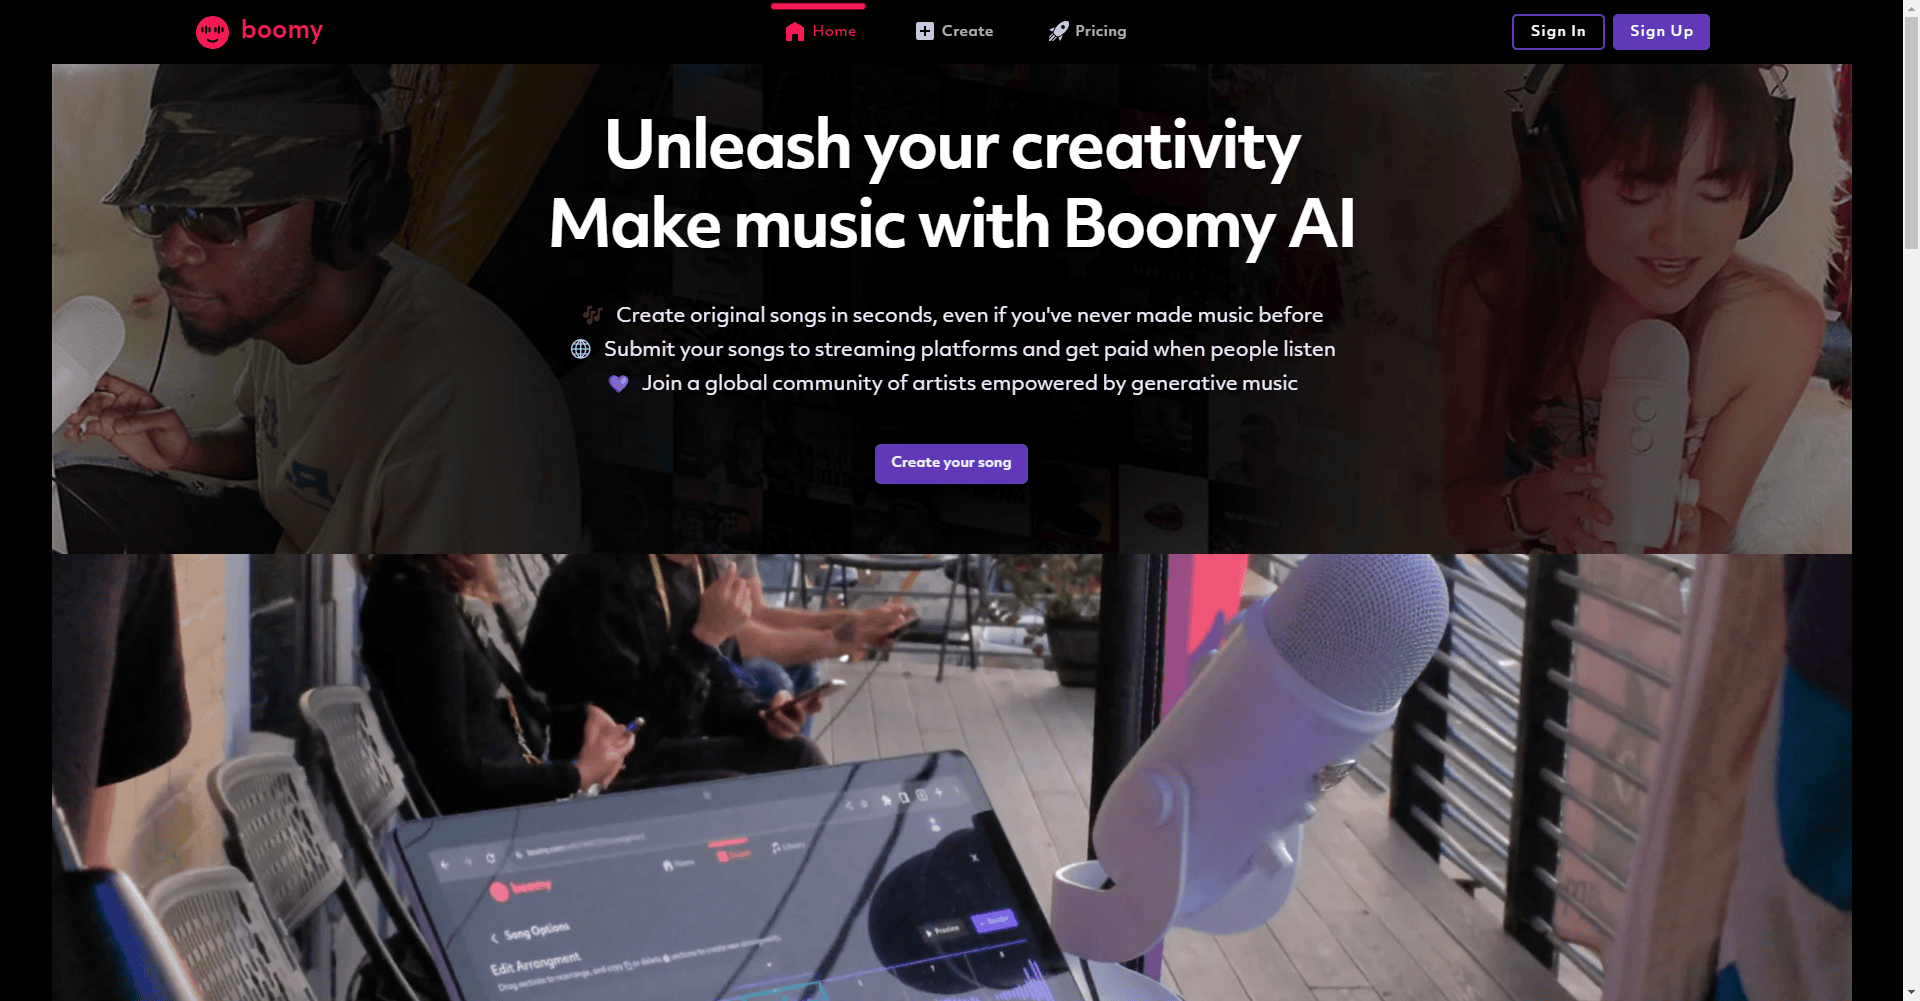 boomy
Home
Create
Pricing
Sign In
Sign Up
Unleash your creativity
Make music with Boomy AI
Create original songs in seconds, even if you've never made music before
Submit your songs to streaming platforms and get paid when people listen
Join a global community of artists empowered by generative music
Create your song
Home
Library
boomy
Song Options
Preview
Edit Arrangment